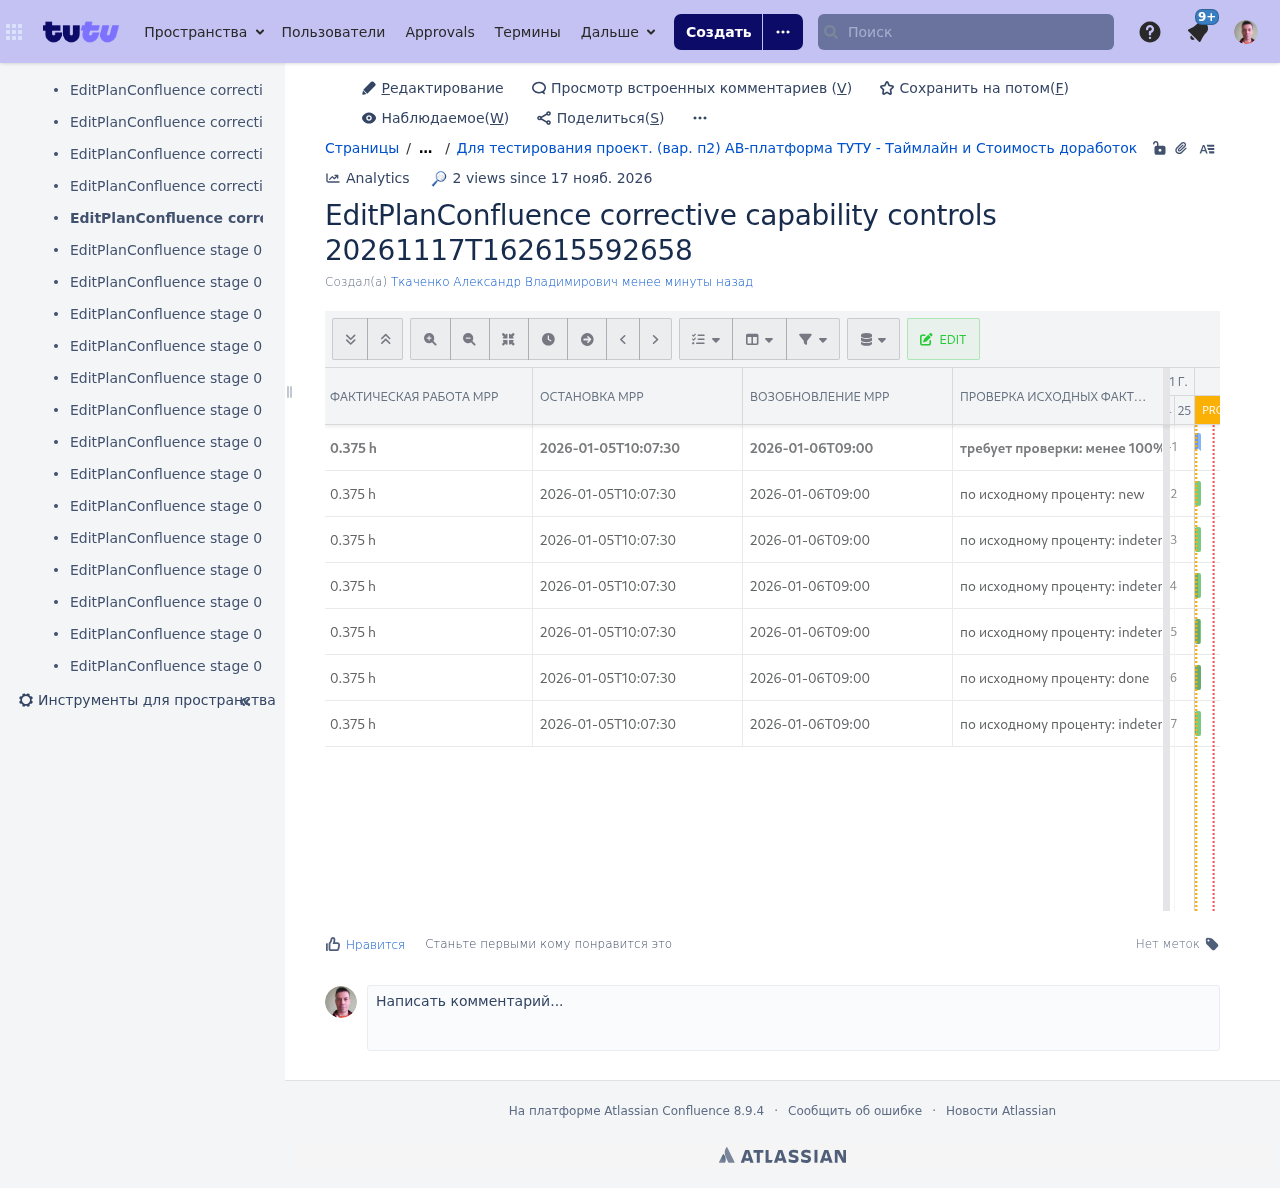 tutu
Пространства
Пользователи
Approvals
Термины
Дальше
Создать
Поиск
9+
EditPlanConfluence correcti
EditPlanConfluence correcti
EditPlanConfluence correcti
EditPlanConfluence correcti
EditPlanConfluence corre
EditPlanConfluence stage 0
EditPlanConfluence stage 0
EditPlanConfluence stage 0
EditPlanConfluence stage 0
EditPlanConfluence stage 0
EditPlanConfluence stage 0
EditPlanConfluence stage 0
EditPlanConfluence stage 0
EditPlanConfluence stage 0
EditPlanConfluence stage 0
EditPlanConfluence stage 0
EditPlanConfluence stage 0
EditPlanConfluence stage 0
EditPlanConfluence stage 0
Инструменты для пространства
Редактирование
Просмотр встроенных комментариев (V)
Сохранить на потом(F)
Наблюдаемое(W)
Поделиться(S)
Страницы / ... / Для тестирования проект. (вар. п2) АВ-платформа ТУТУ - Таймлайн и Стоимость доработок
Analytics
2 views since 17 нояб. 2026
EditPlanConfluence corrective capability controls
20261117T162615592658
Создал(а) Ткаченко Александр Владимирович менее минуты назад
EDIT
ФАКТИЧЕСКАЯ РАБОТА MPP
ОСТАНОВКА MPP
ВОЗОБНОВЛЕНИЕ MPP
ПРОВЕРКА ИСХОДНЫХ ФАКТ...
1 Г.
25
PRO
0.375 h 2026-01-05T10:07:30 2026-01-06T09:00 требует проверки: менее 100% -1
0.375 h 2026-01-05T10:07:30 2026-01-06T09:00 по исходному проценту: new 2
0.375 h 2026-01-05T10:07:30 2026-01-06T09:00 по исходному проценту: indeter 3
0.375 h 2026-01-05T10:07:30 2026-01-06T09:00 по исходному проценту: indeter 4
0.375 h 2026-01-05T10:07:30 2026-01-06T09:00 по исходному проценту: indeter 5
0.375 h 2026-01-05T10:07:30 2026-01-06T09:00 по исходному проценту: done 6
0.375 h 2026-01-05T10:07:30 2026-01-06T09:00 по исходному проценту: indeter 7
Нравится
Станьте первыми кому понравится это
Нет меток
Написать комментарий...
На платформе Atlassian Confluence 8.9.4 · Сообщить об ошибке · Новости Atlassian
ATLASSIAN